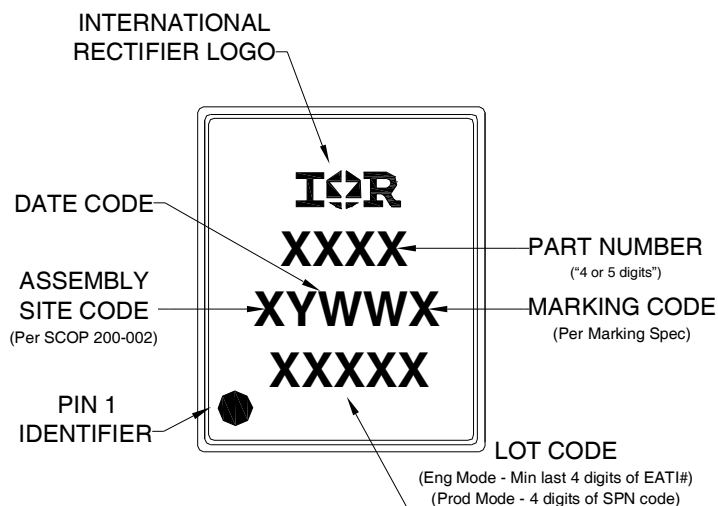 INTERNATIONAL
RECTIFIER LOGO
IOR
XXXX
DATE CODE
PART NUMBER
("4 or 5 digits")
ASSEMBLY
SITE CODE
(Per SCOP 200-002)
XYWWX
MARKING CODE
(Per Marking Spec)
XXXXX
PIN 1
IDENTIFIER
LOT CODE
(Eng Mode - Min last 4 digits of EATI#)
(Prod Mode - 4 digits of SPN code)